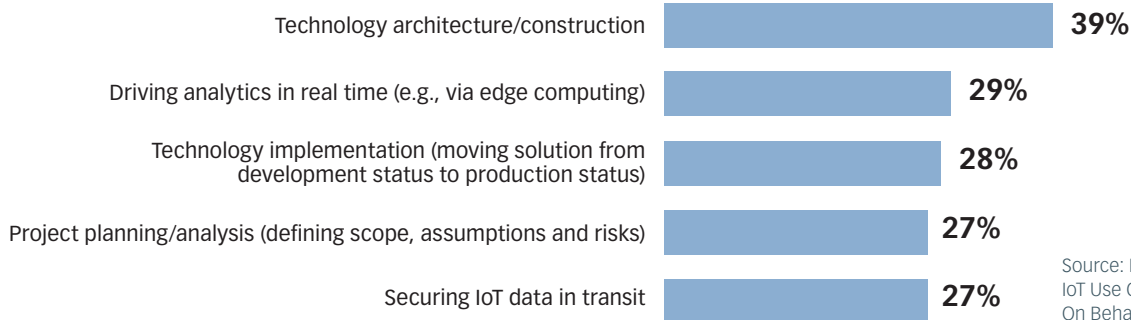 Technology architecture/construction 39%
Driving analytics in real time (e.g., via edge computing) 29%
Technology implementation (moving solution from
development status to production status) 28%
Project planning/analysis (defining scope, assumptions and risks) 27%
Securing IoT data in transit 27%
Source:
IoT Use
On Beha